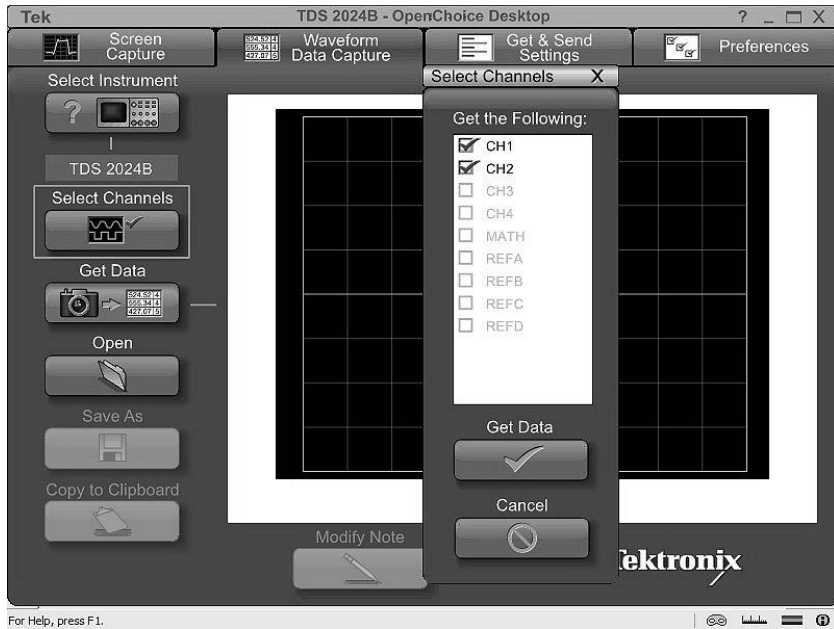 Tek
TDS 2024B - OpenChoice Desktop
? _ X
Screen
Capture
Waveform
Data Capture
Get & Send
Settings
Preferences
Select Instrument
?
TDS 2024B
Select Channels
Get Data
Open
Save As
Copy to Clipboard
Select Channels X
Get the Following:
CH1
CH2
CH3
CH4
MATH
REFA
REFB
REFC
REFD
Get Data
Cancel
Modify Note
ektronix
For Help, press F1.